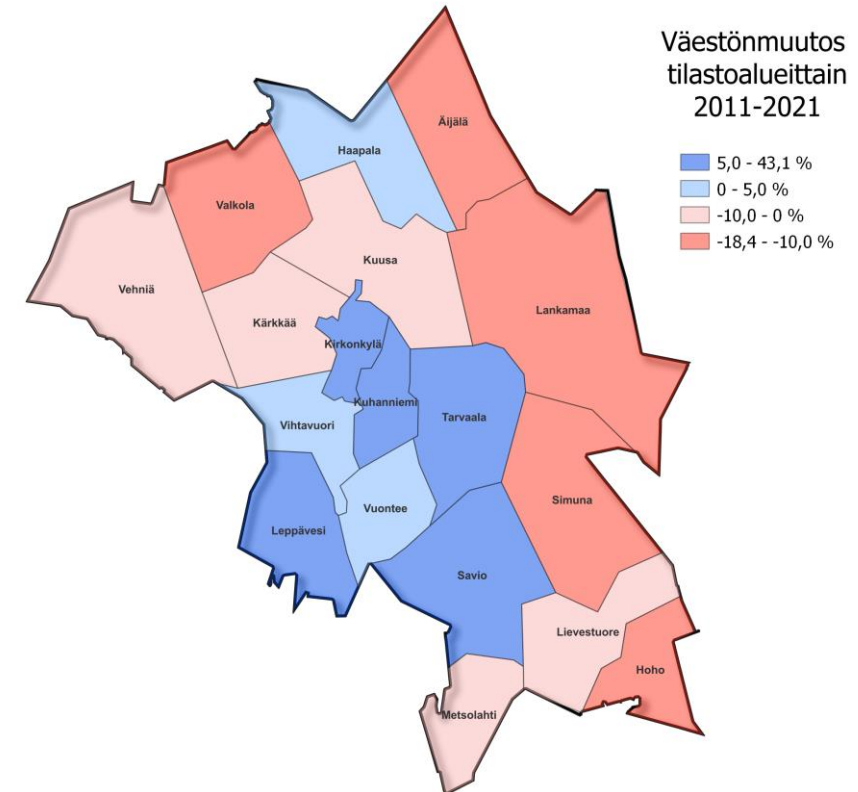 Väestönmuutos
tilastoalueittain
2011-2021
5,0 - 43,1 %
0 - 5,0 %
-10,0 - 0 %
-18,4 - -10,0 %
Äijälä
Haapala
Valkola
Kuusa
Vehniä
Lankamaa
Kärkkää
Kirkonkylä
Kuhanniemi
Tarvaala
Vihtavuori
Simuna
Vuontee
Leppävesi
Savio
Lievestuore
Hoho
Metsolahti